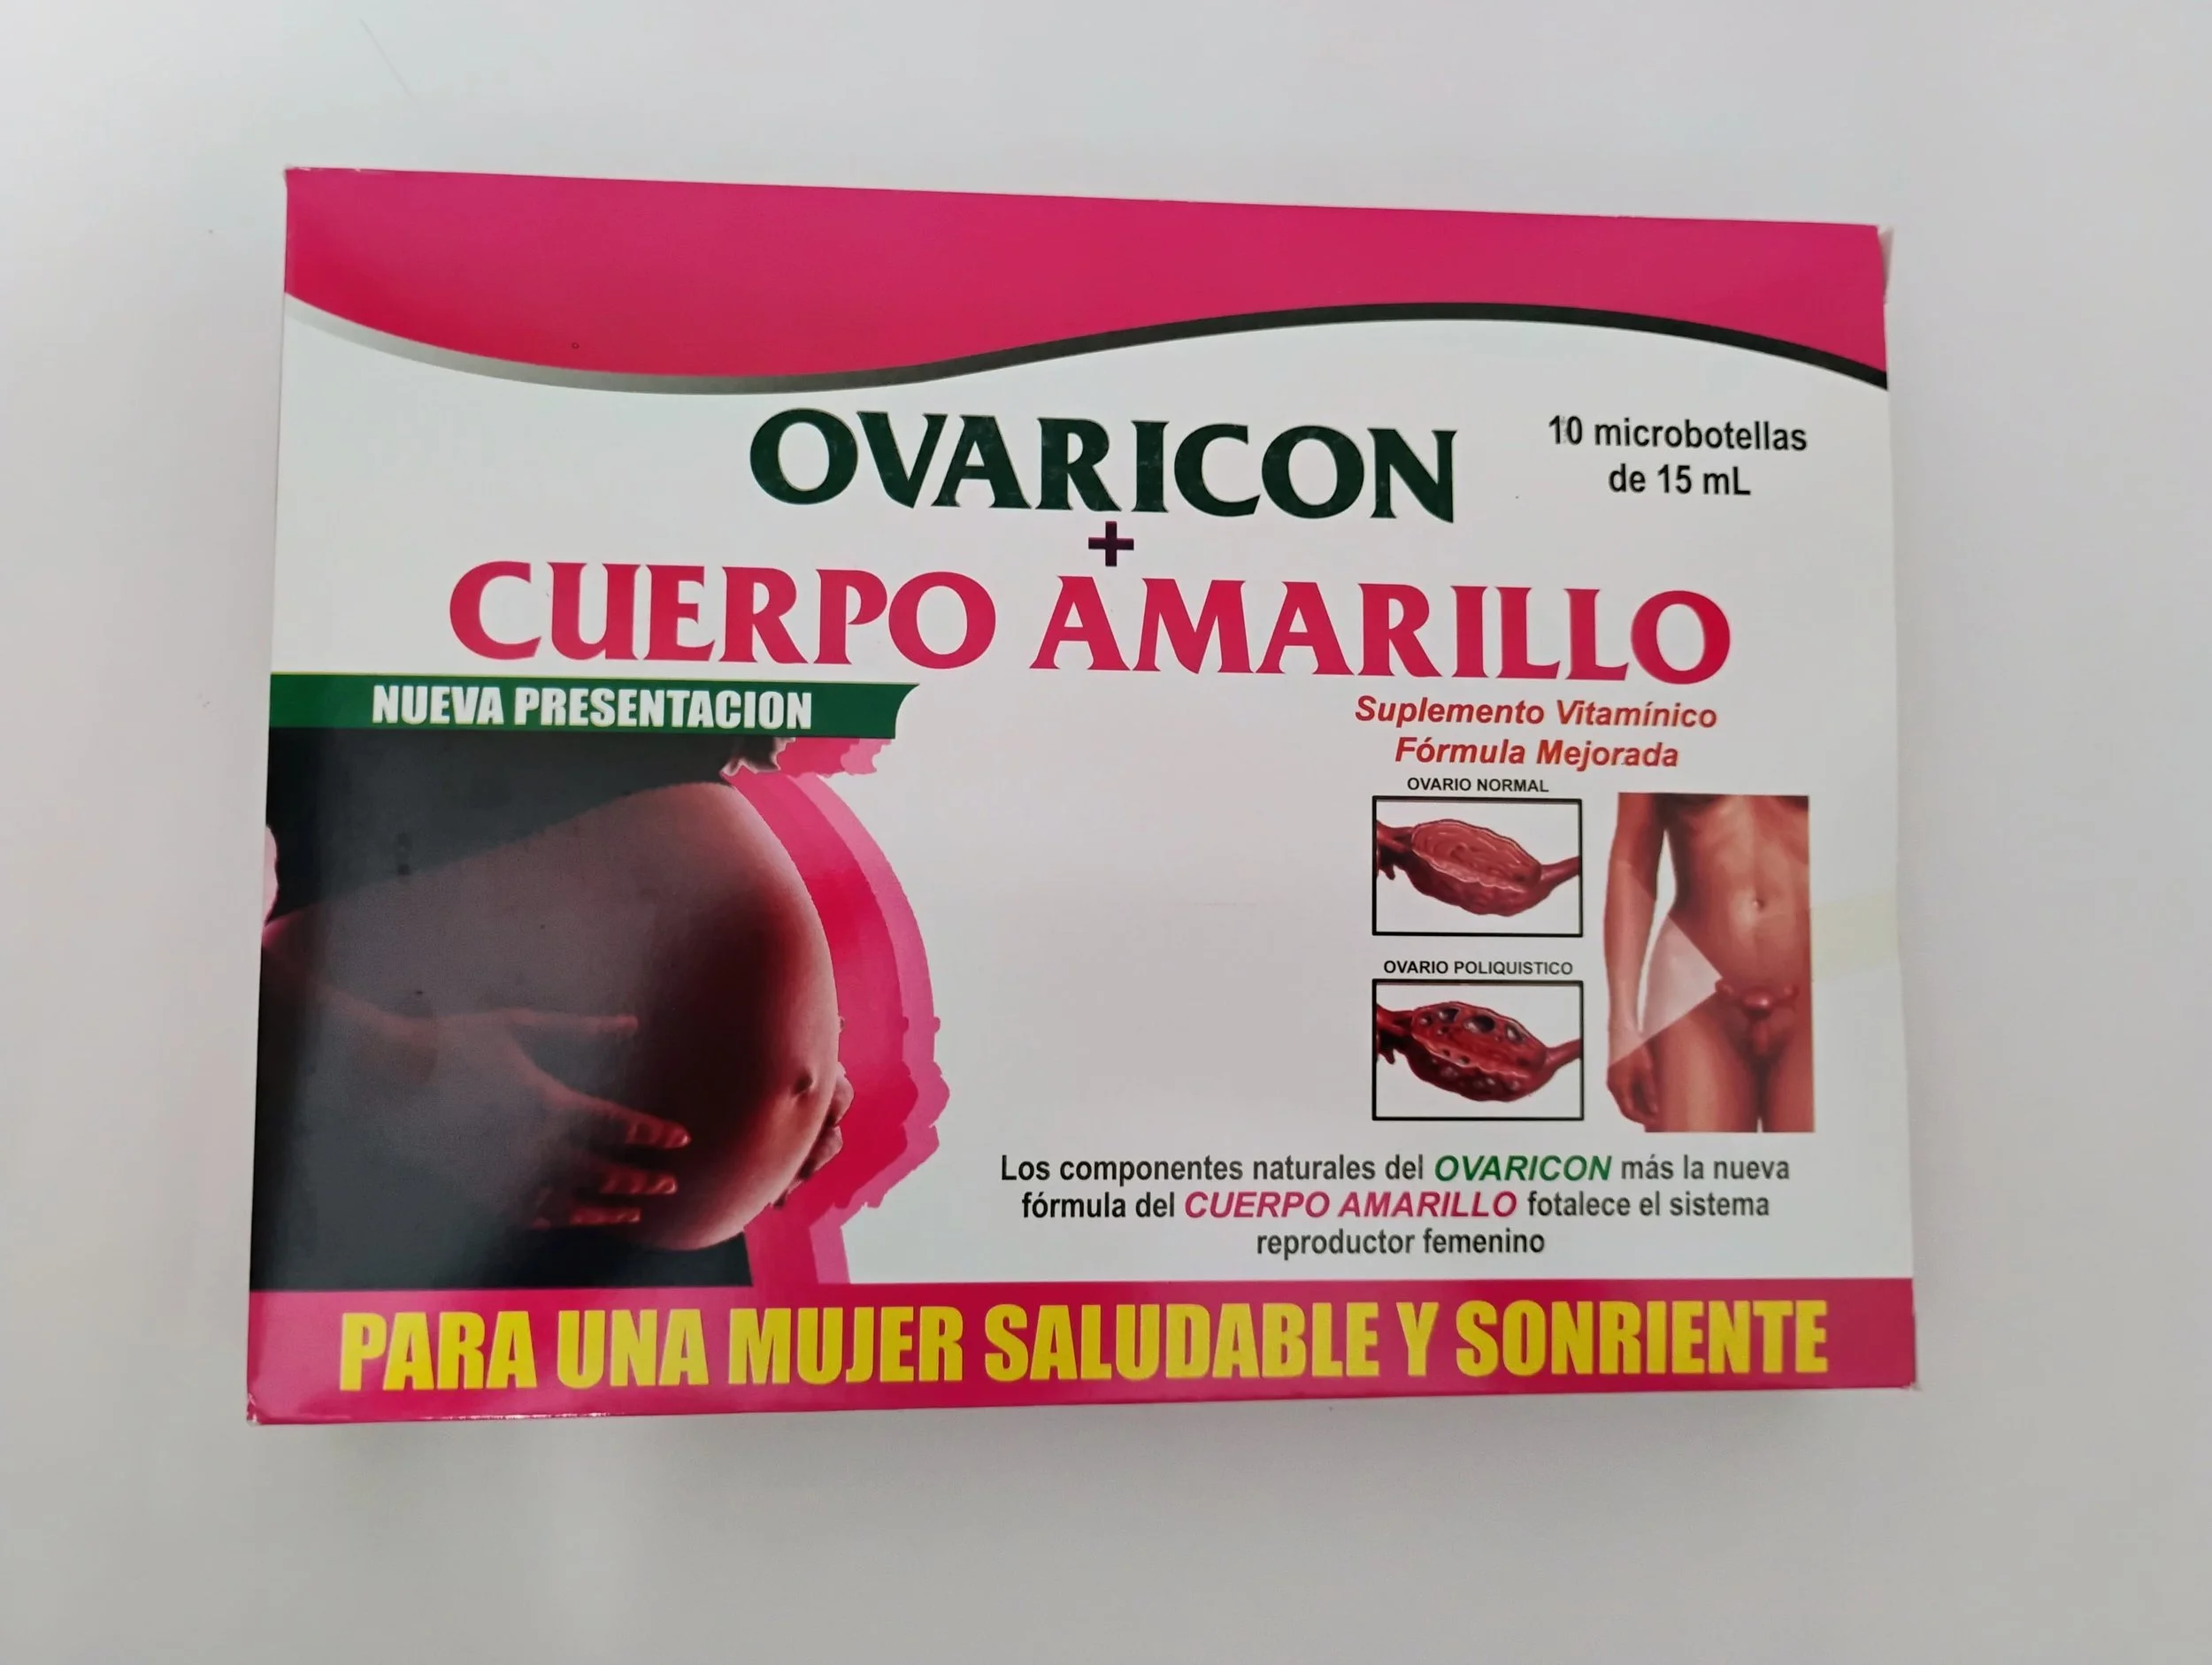 OVARICON
10 microbotellas
de 15 mL
+
CUERPO AMARILLO
NUEVA PRESENTACION
Suplemento Vitamínico
Fórmula Mejorada
OVARIO NORMAL
OVARIO POLIQUISTICO
Los componentes naturales del OVARICON más la nueva
fórmula del CUERPO AMARILLO fotalece el sistema
reproductor femenino
PARA UNA MUJER SALUDABLE Y SONRIENTE